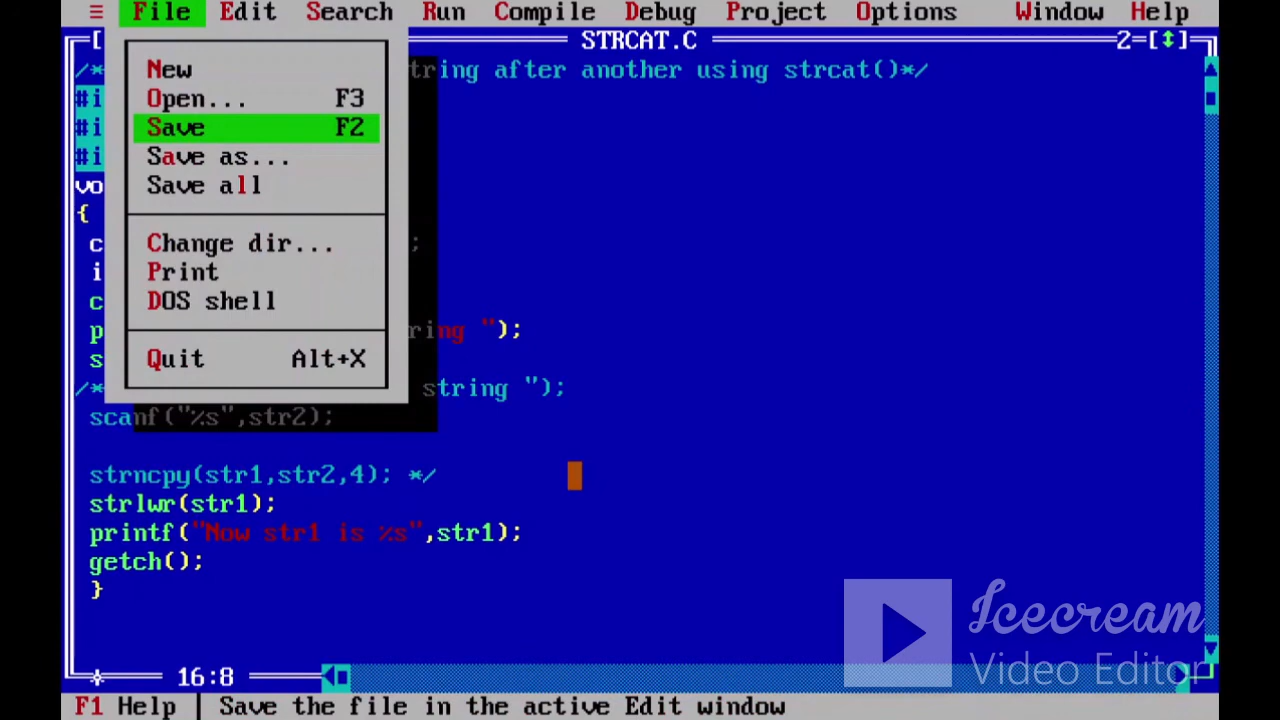 ≡ File Edit Search Run Compile Debug Project Options Window Help
[ STRCAT.C 2=[↕]
/* tring after another using strcat()*/
New
#i
Open... F3
#i
Save F2
#i
Save as...
vo
Save all
{
c ;
Change dir...
i
Print
c
DOS shell
p ring ");
s
Quit Alt+X
/* string ");
scanf("%s",str2);
strncpy(str1,str2,4); */
strlwr(str1);
printf("Now str1 is %s",str1);
getch();
}
Icecream
Video Editor
16:8
F1 Help | Save the file in the active Edit window